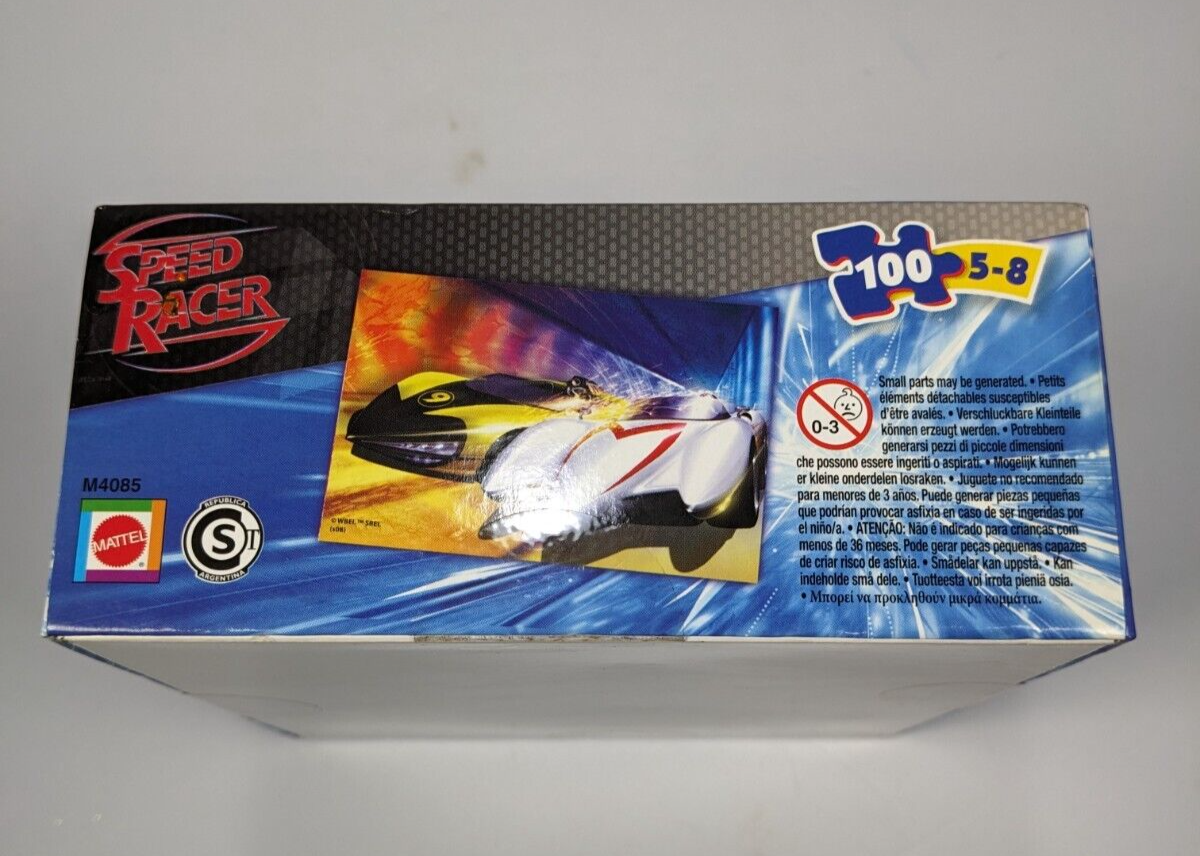 SPEED
RACER
100
5-8
9
0-3
Small parts may be generated. • Petits
éléments détachables susceptibles
d'être avalés. • Verschluckbare Kleinteile
können erzeugt werden. • Potrebbero
generarsi pezzi di piccole dimensioni
che possono essere ingeriti o aspirati. • Mogelijk kunnen
er kleine onderdelen losraken. • Juguete no recomendado
para menores de 3 años. Puede generar piezas pequeñas
que podrían provocar asfixia en caso de ser ingeridas por
el niño/a. • ATENÇÃO: Não é indicado para crianças com
menos de 36 meses. Pode gerar peças pequenas capazes
de criar risco de asfixia. • Smådelar kan uppstå. • Kan
indeholde små dele. • Tuotteesta voi irrota pieniä osia.
• Μπορεί να προκληθούν μικρά κομμάτια.
M4085
MATTEL
REPUBLICA
S
ARGENTINA
© WBEI. ™ SREI.
(s08)